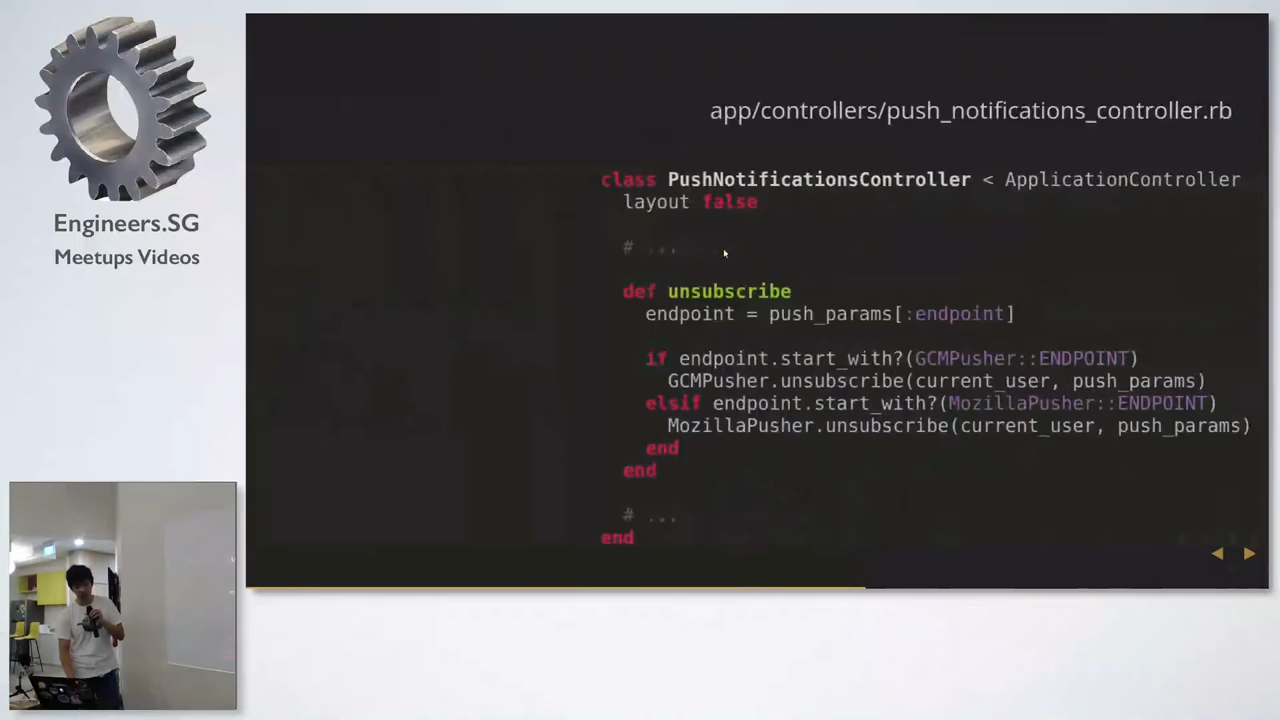 Engineers.SG
Meetups Videos
app/controllers/push_notifications_controller.rb
class PushNotificationsController < ApplicationController
layout false
# ...
def unsubscribe
endpoint = push_params[:endpoint]
if endpoint.start_with?(GCMPusher::ENDPOINT)
GCMPusher.unsubscribe(current_user, push_params)
elsif endpoint.start_with?(MozillaPusher::ENDPOINT)
MozillaPusher.unsubscribe(current_user, push_params)
end
end
# ...
end